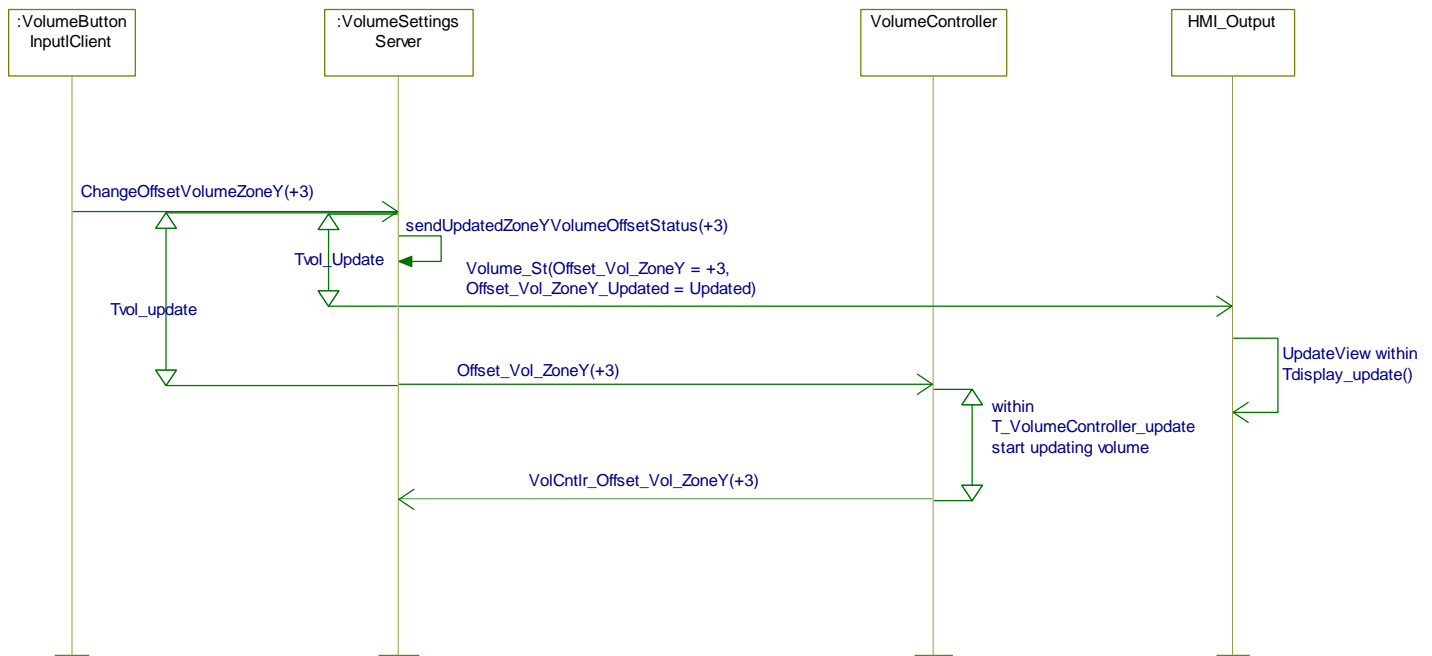 :VolumeButton
InputlClient
:VolumeSettings
Server
VolumeController
HMI_Output
ChangeOffsetVolumeZoneY(+3)
sendUpdatedZoneYVolumeOffsetStatus(+3)
Tvol_Update
Volume_St(Offset_Vol_ZoneY = +3,
Offset_Vol_ZoneY_Updated = Updated)
Tvol_update
UpdateView within
Tdisplay_update()
Offset_Vol_ZoneY(+3)
within
T_VolumeController_update
start updating volume
VolCntlr_Offset_Vol_ZoneY(+3)